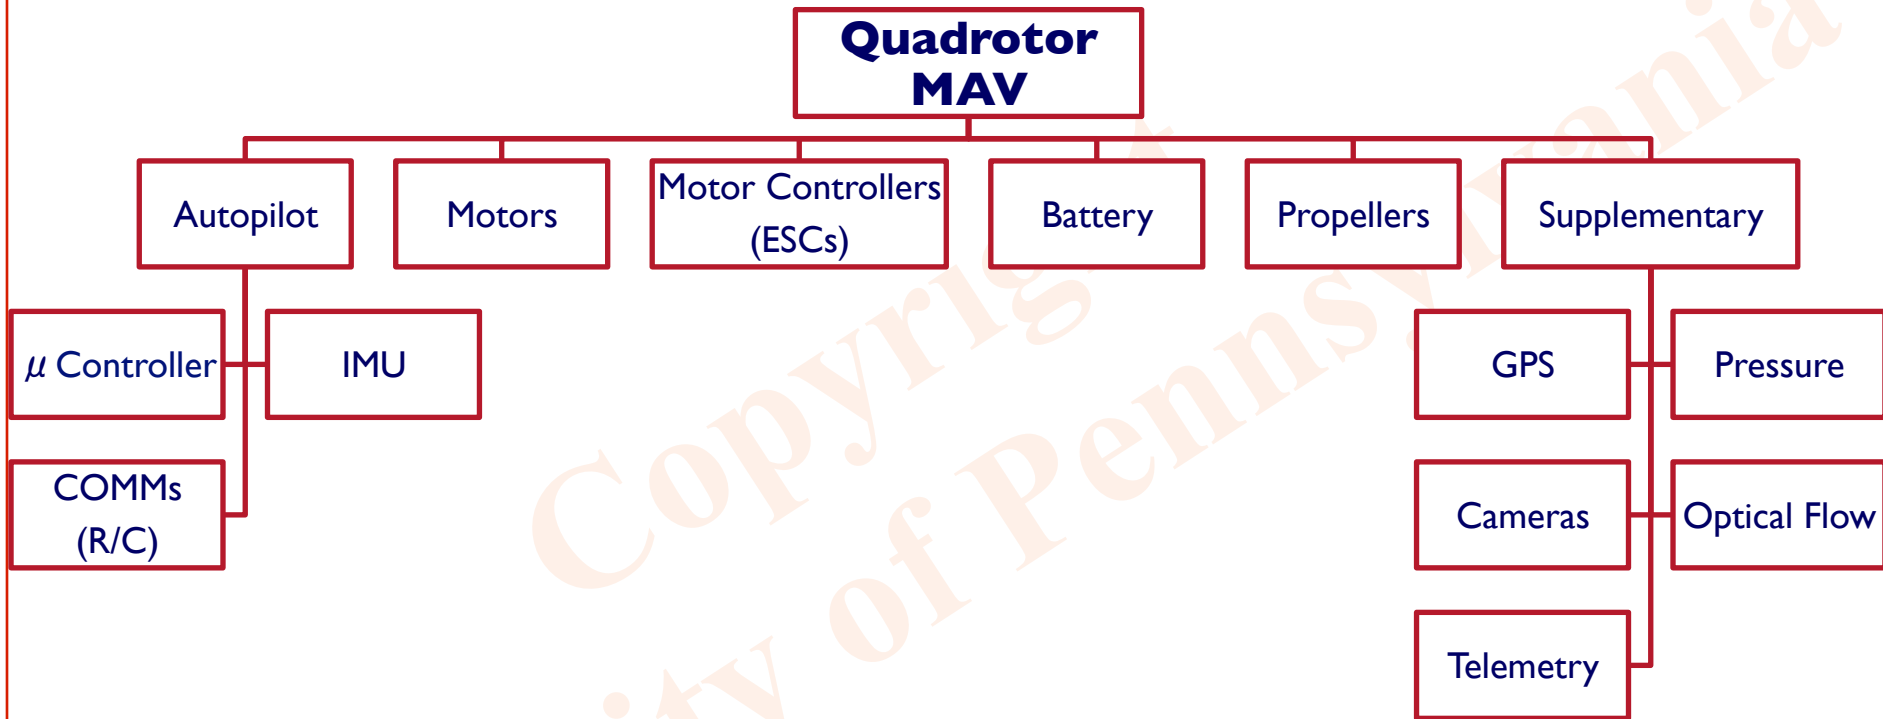 Quadrotor
MAV
Autopilot
Motors
Motor Controllers
(ESCs)
Battery
Propellers
Supplementary
μ Controller
IMU
GPS
Pressure
COMMs
(R/C)
Cameras
Optical Flow
Telemetry
Copyright
ity of Pennsylvania